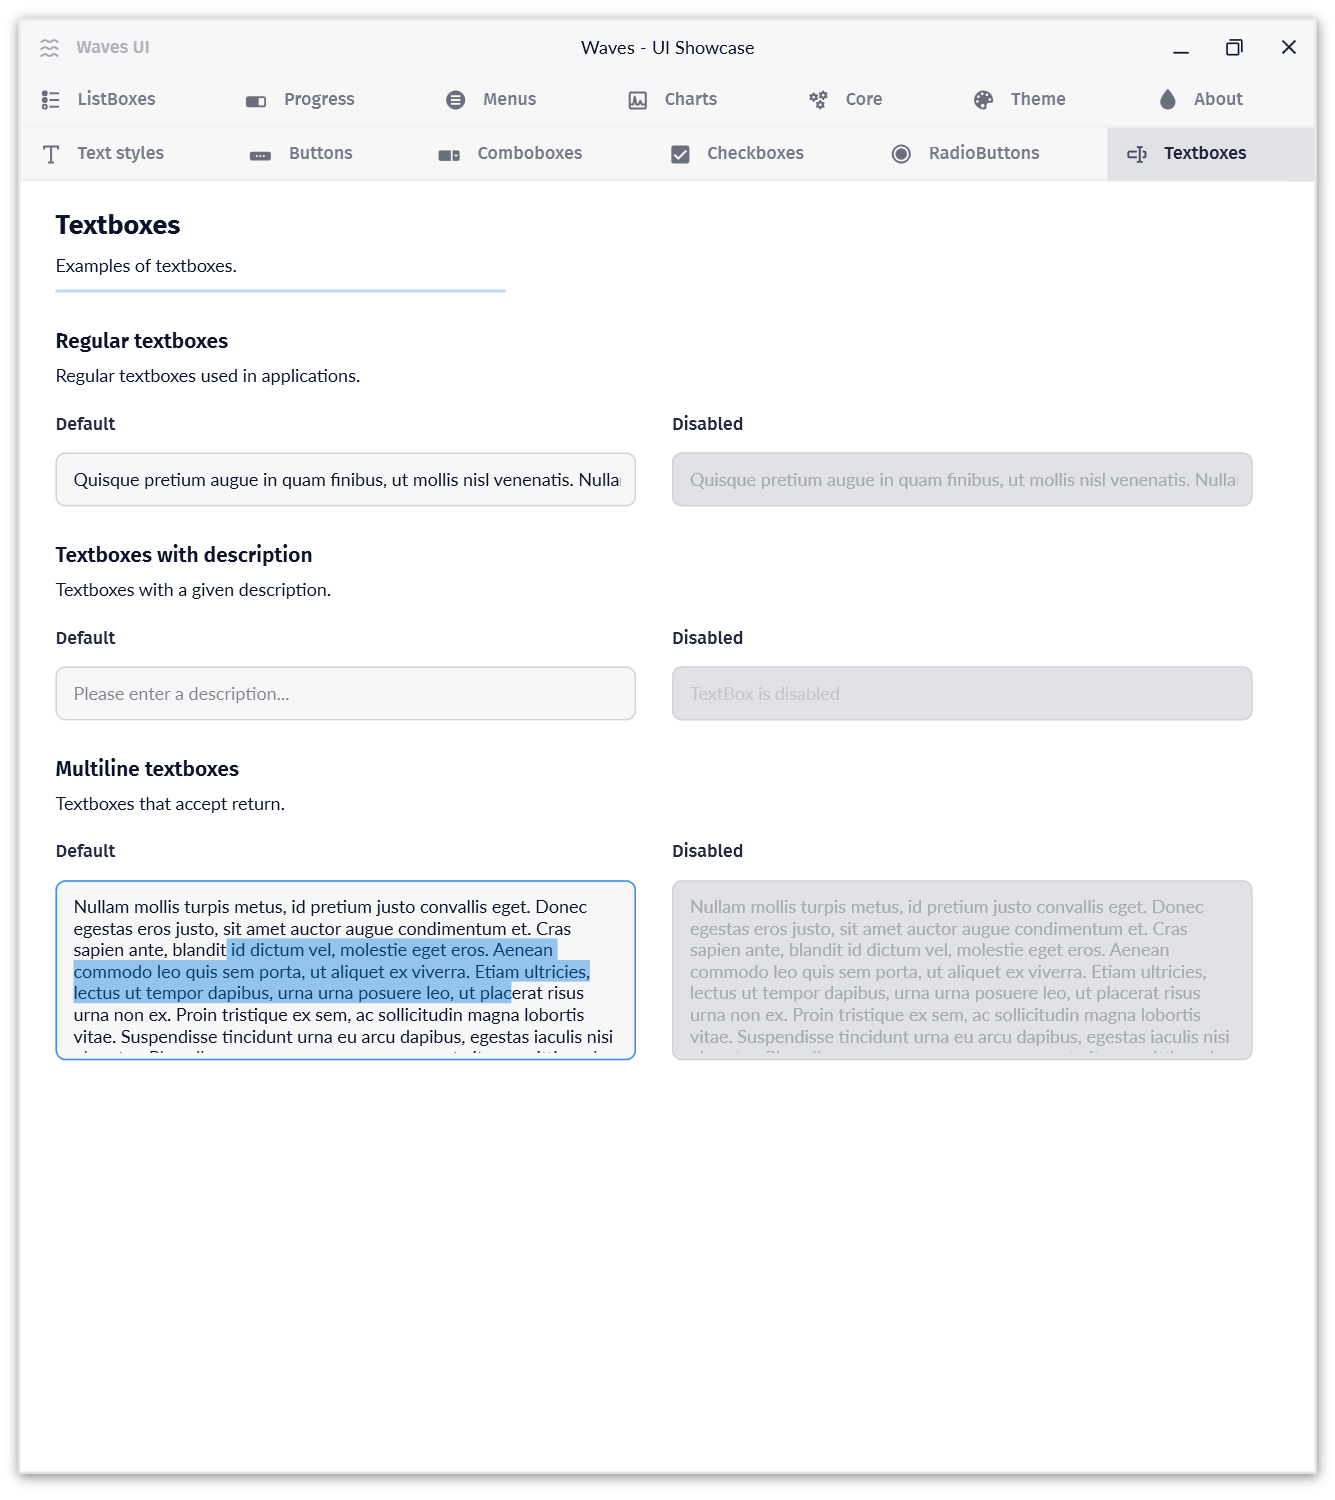 Waves UI
Waves - UI Showcase
ListBoxes
Progress
Menus
Charts
Core
Theme
About
Text styles
Buttons
Comboboxes
Checkboxes
RadioButtons
Textboxes
Textboxes
Examples of textboxes.
Regular textboxes
Regular textboxes used in applications.
Default
Disabled
Quisque pretium augue in quam finibus, ut mollis nisl venenatis. Nulla
Quisque pretium augue in quam finibus, ut mollis nisl venenatis. Nulla
Textboxes with description
Textboxes with a given description.
Default
Disabled
Please enter a description...
TextBox is disabled
Multiline textboxes
Textboxes that accept return.
Default
Nullam mollis turpis metus, id pretium justo convallis eget. Donec
egestas eros justo, sit amet auctor augue condimentum et. Cras
sapien ante, blandit id dictum vel, molestie eget eros. Aenean
commodo leo quis sem porta, ut aliquet ex viverra. Etiam ultricies,
lectus ut tempor dapibus, urna urna posuere leo, ut placerat risus
urna non ex. Proin tristique ex sem, ac sollicitudin magna lobortis
vitae. Suspendisse tincidunt urna eu arcu dapibus, egestas iaculis nisi
Disabled
Nullam mollis turpis metus, id pretium justo convallis eget. Donec
egestas eros justo, sit amet auctor augue condimentum et. Cras
sapien ante, blandit id dictum vel, molestie eget eros. Aenean
commodo leo quis sem porta, ut aliquet ex viverra. Etiam ultricies,
lectus ut tempor dapibus, urna urna posuere leo, ut placerat risus
urna non ex. Proin tristique ex sem, ac sollicitudin magna lobortis
vitae. Suspendisse tincidunt urna eu arcu dapibus, egestas iaculis nisi